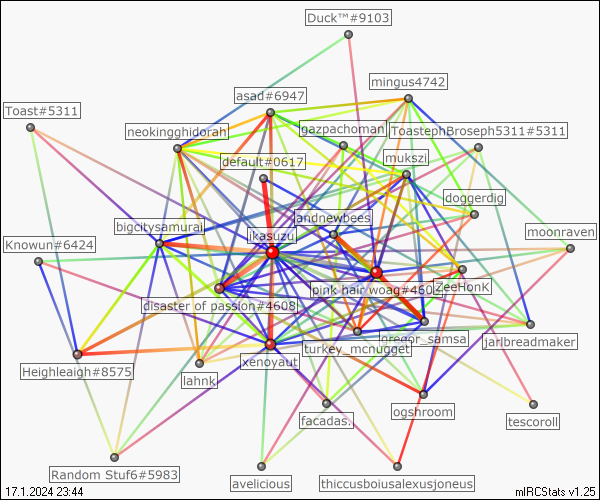 Duck™#9103
mingus4742
asad#6947
Toast#5311
gazpachoman
neokingghidorah
ToastephBroseph5311#5311
default#0617
mukszi
doggerdjg
andnewbees
bigcitysamurai
ikasuzu
moonraven
Knowun#6424
pink hair woag#460
ZeeHonK
disaster of passion#4608
gregor_samsa
jarlbreadmaker
turkey_mcnugget
xenoyaut
Heighleaigh#8575
lahnk
ogshroom
facadas.
tescoroll
Random Stuf6#5983
avelicious
thiccusboiusalexusjoneus
17.1.2024 23:44
mIRCStats v1.25